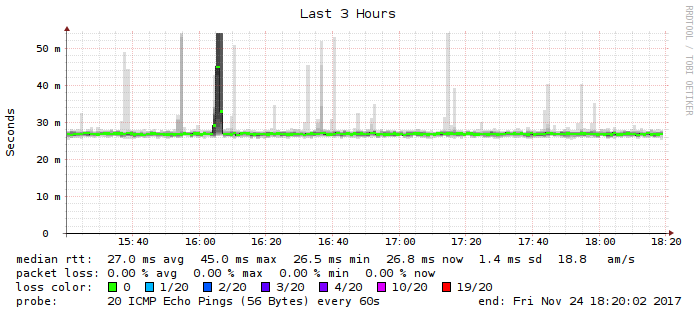 Last 3 Hours
RRDTOOL / TOBI OETIKER
Seconds
50 m
40 m
30 m
20 m
10 m
0
15:40 16:00 16:20 16:40 17:00 17:20 17:40 18:00 18:20
median rtt: 27.0 ms avg 45.0 ms max 26.5 ms min 26.8 ms now 1.4 ms sd 18.8 am/s
packet loss: 0.00 % avg 0.00 % max 0.00 % min 0.00 % now
loss color: 0 1/20 2/20 3/20 4/20 10/20 19/20
probe: 20 ICMP Echo Pings (56 Bytes) every 60s end: Fri Nov 24 18:20:02 2017